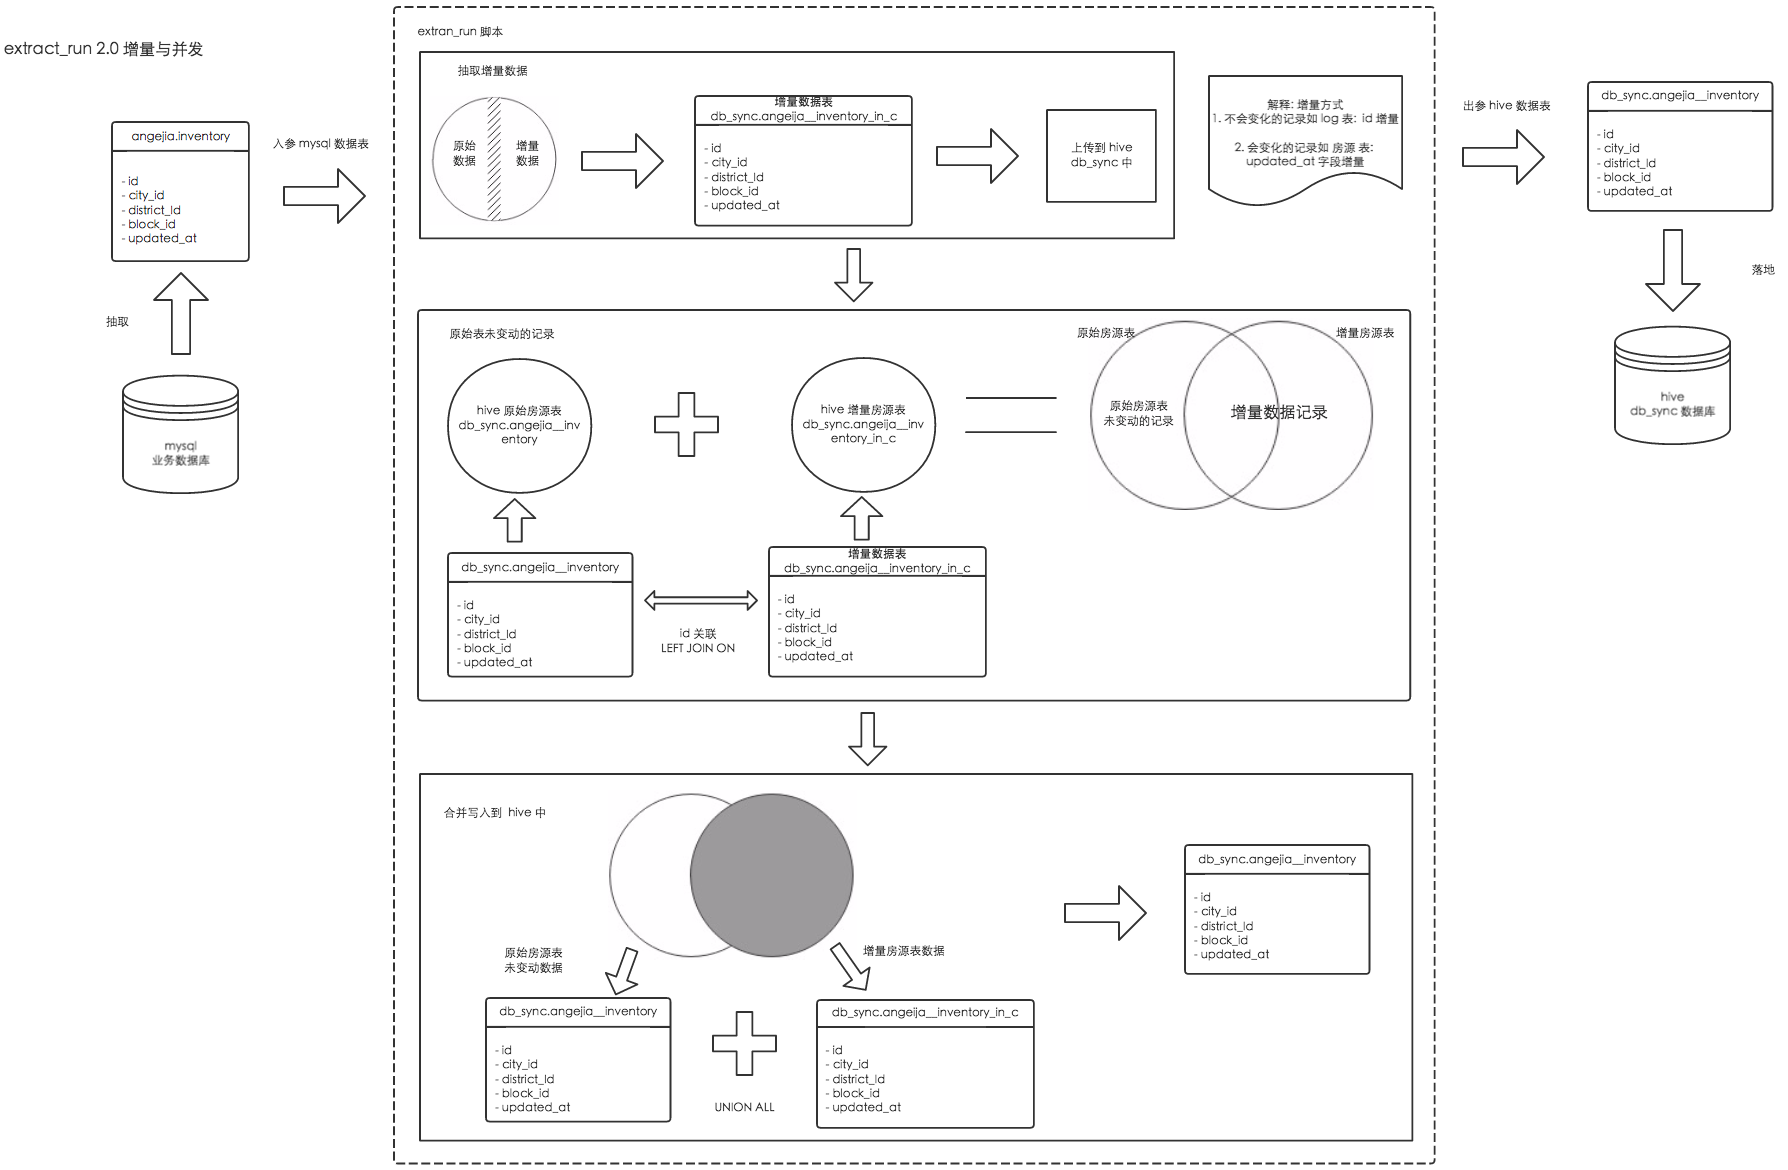 extract_run 2.0 增量与并发
angejia.inventory
- id
- city_id
- district_Id
- block_id
- updated_at
抽取
mysql
业务数据库
入参 mysql 数据表
extran_run 脚本
抽取增量数据
原始
数据
增量
数据
增量数据表
db_sync.angeija__inventory_in_c
- id
- city_id
- district_Id
- block_id
- updated_at
上传到 hive
db_sync 中
解释: 增量方式
1. 不会变化的记录如 log 表: id 增量
2. 会变化的记录如 房源 表:
updated_at 字段增量
原始表未变动的记录
hive 原始房源表
db_sync.angejia__inv
entory
hive 增量房源表
db_sync.angejia__inv
entory_in_c
原始房源表
增量房源表
原始房源表
未变动的记录
增量数据记录
db_sync.angejia__inventory
- id
- city_id
- district_Id
- block_id
- updated_at
id 关联
LEFT JOIN ON
增量数据表
db_sync.angeija__inventory_in_c
- id
- city_id
- district_Id
- block_id
- updated_at
合并写入到 hive 中
原始房源表
未变动数据
增量房源表数据
db_sync.angejia__inventory
- id
- city_id
- district_Id
- block_id
- updated_at
UNION ALL
db_sync.angeija__inventory_in_c
- id
- city_id
- district_Id
- block_id
- updated_at
db_sync.angejia__inventory
- id
- city_id
- district_Id
- block_id
- updated_at
出参 hive 数据表
db_sync.angejia__inventory
- id
- city_id
- district_Id
- block_id
- updated_at
落地
hive
db_sync 数据库